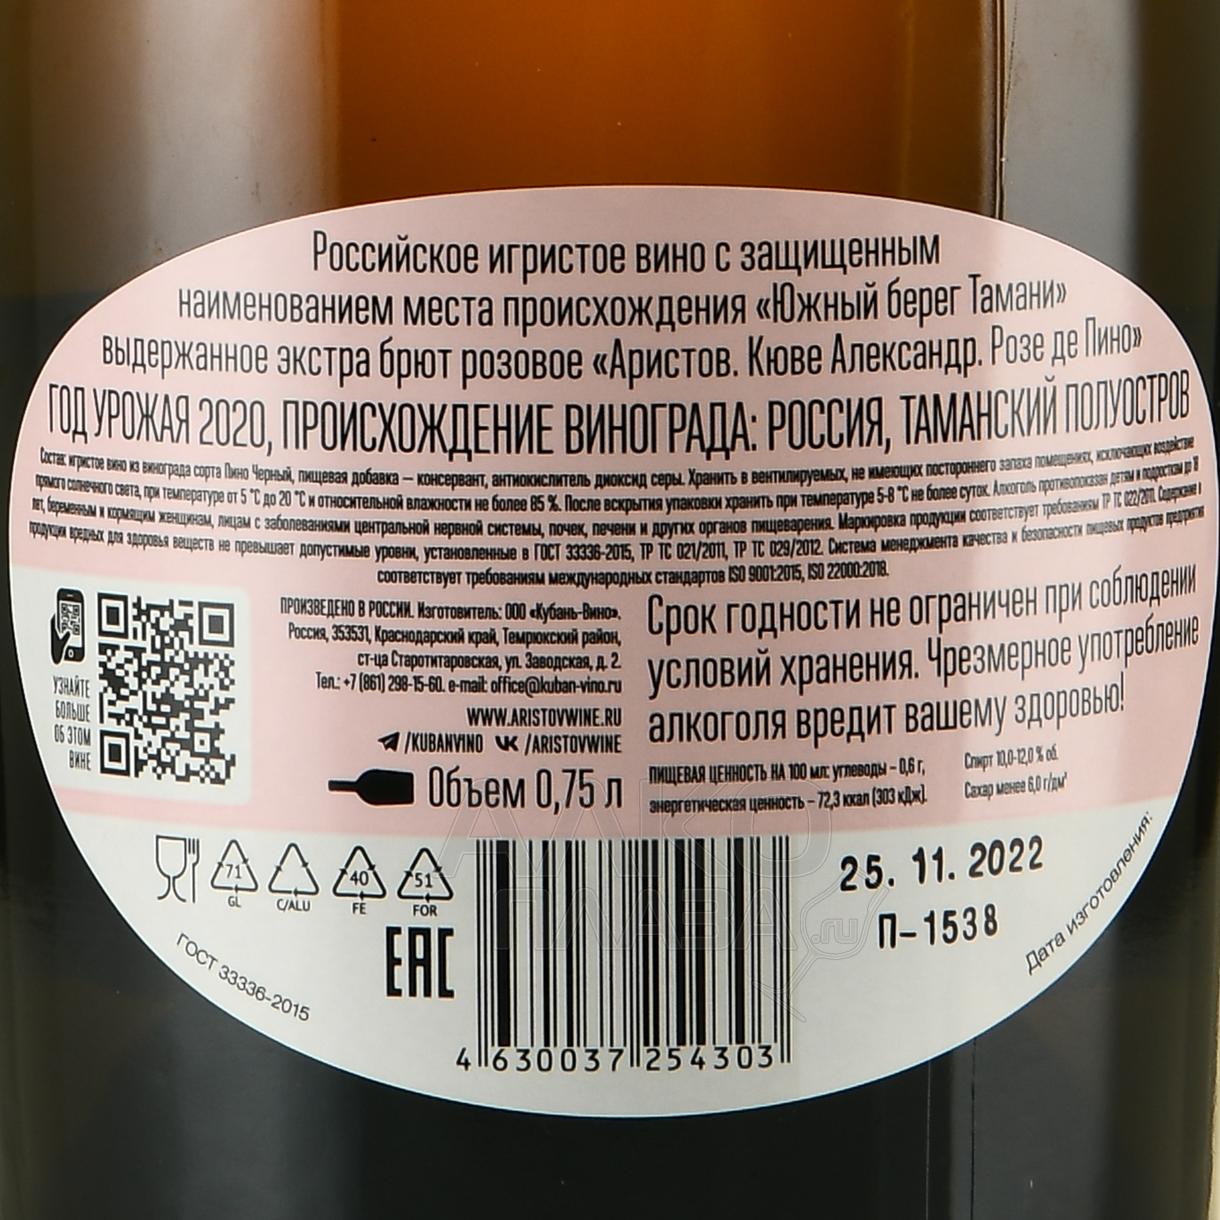 Российское игристое вино с защищенным
наименованием места происхождения «Южный берег Тамани»
выдержанное экстра брют розовое «Аристов. Кюве Александр. Розе де Пино»
ГОД УРОЖАЯ 2020, ПРОИСХОЖДЕНИЕ ВИНОГРАДА: РОССИЯ, ТАМАНСКИЙ ПОЛУОСТРОВ
Состав: игристое вино из винограда сорта Пино Черный, пищевая добавка – консервант, антиокислитель диоксид серы. Хранить в вентилируемых, не имеющих постороннего запаха помещениях, исключающих воздействие
прямого солнечного света, при температуре от 5 °С до 20 °С и относительной влажности не более 85 %. После вскрытия упаковки хранить при температуре 5-8 °С не более суток. Алкоголь противопоказан детям и подросткам до 18
лет, беременным и кормящим женщинам, лицам с заболеваниями центральной нервной системы, почек, печени и других органов пищеварения. Маркировка продукции соответствует требованиям ТР ТС 022/2011. Содержание в
продукции вредных для здоровья веществ не превышает допустимые уровни, установленные в ГОСТ 33336-2015, ТР ТС 021/2011, ТР ТС 029/2012. Система менеджмента качества и безопасности пищевых продуктов предприятия
соответствует требованиям международных стандартов ISO 9001:2015, ISO 22000:2018.
УЗНАЙТЕ
БОЛЬШЕ
ОБ ЭТОМ
ВИНЕ
ПРОИЗВЕДЕНО В РОССИИ. Изготовитель: ООО «Кубань-Вино».
Россия, 353531, Краснодарский край, Темрюкский район,
ст-ца Старотитаровская, ул. Заводская, д. 2.
Тел.: +7 (861) 298-15-60. e-mail: office@kuban-vino.ru
WWW.ARISTOVWINE.RU
/KUBANVINO /ARISTOVWINE
Объем 0,75 л
Срок годности не ограничен при соблюдении
условий хранения. Чрезмерное употребление
алкоголя вредит вашему здоровью!
ПИЩЕВАЯ ЦЕННОСТЬ НА 100 мл: углеводы – 0,6 г,
энергетическая ценность – 72,3 ккал (303 кДж).
Спирт 10,0-12,0 % об.
Сахар менее 6,0 г/дм³
71
GL
C/ALU
40
FE
51
FOR
ГОСТ 33336-2015
EAC
4 630037 254303
25. 11. 2022
П-1538
Дата изготовления:
АЛКО
ПЛАЗА.ru